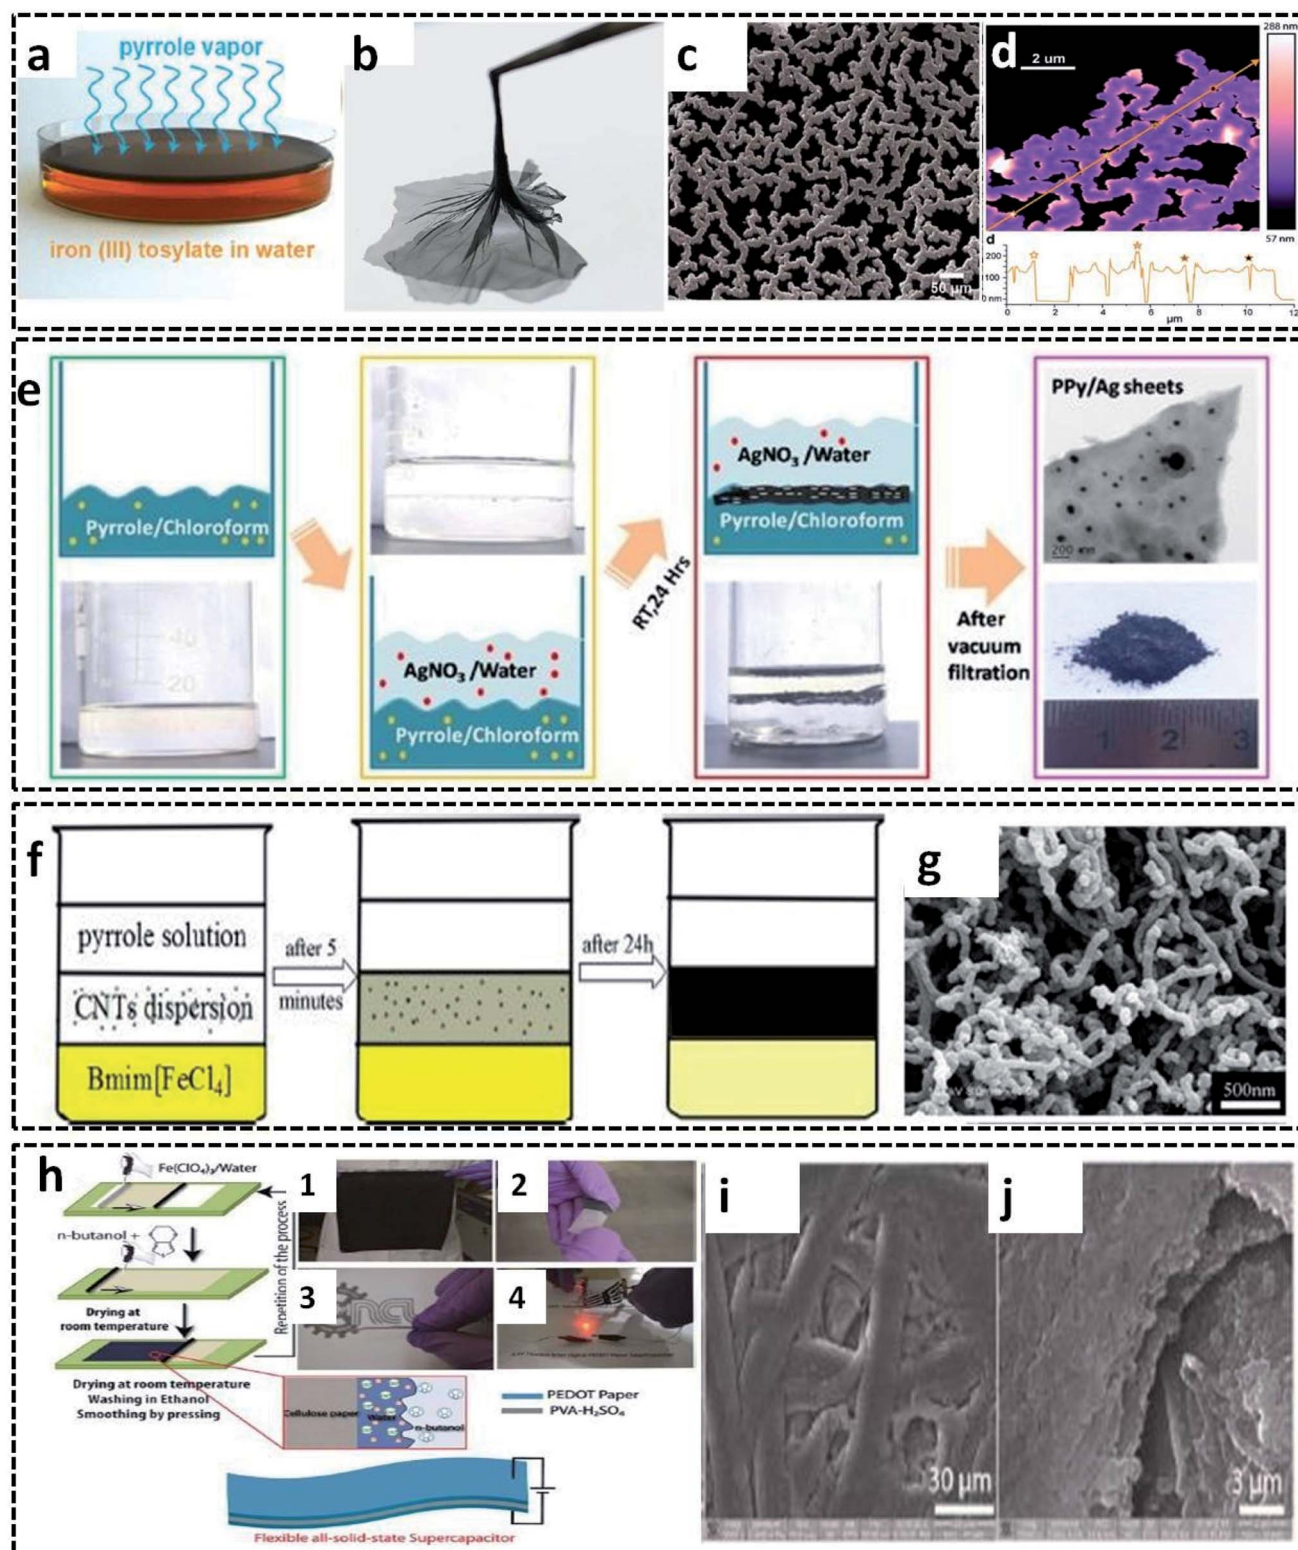 a
pyrrole vapor
iron (III) tosylate in water
b
c
50 µm
d
2 um
288 nm
57 nm
d
200
100
0 nm
0
2
4
6
8
10
12
µm
e
Pyrrole/Chloroform
40
20
AgNO₃ /Water
Pyrrole/Chloroform
RT,24 Hrs
AgNO₃ /Water
Pyrrole/Chloroform
After
vacuum
filtration
PPy/Ag sheets
200 nm
1
2
3
f
pyrrole solution
CNTs dispersion
Bmim[FeCl₄]
after 5
minutes
after 24h
g
500nm
h
Fe(ClO₄)₃/Water
n-butanol +
Drying at
room temperature
Repetition of the process
Drying at room temperature
Washing in Ethanol
Smoothing by pressing
1
2
3
4
Cellulose paper
Water
n-butanol
PEDOT Paper
PVA-H₂SO₄
Flexible all-solid-state Supercapacitor
i
30 µm
j
3 µm